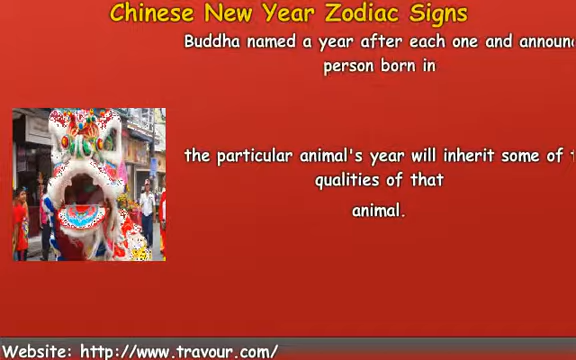 Chinese New Year Zodiac Signs
Buddha named a year after each one and
person born in
the particular animal's year will inherit some of
qualities of that
animal.
Website: http://www.travour.com/